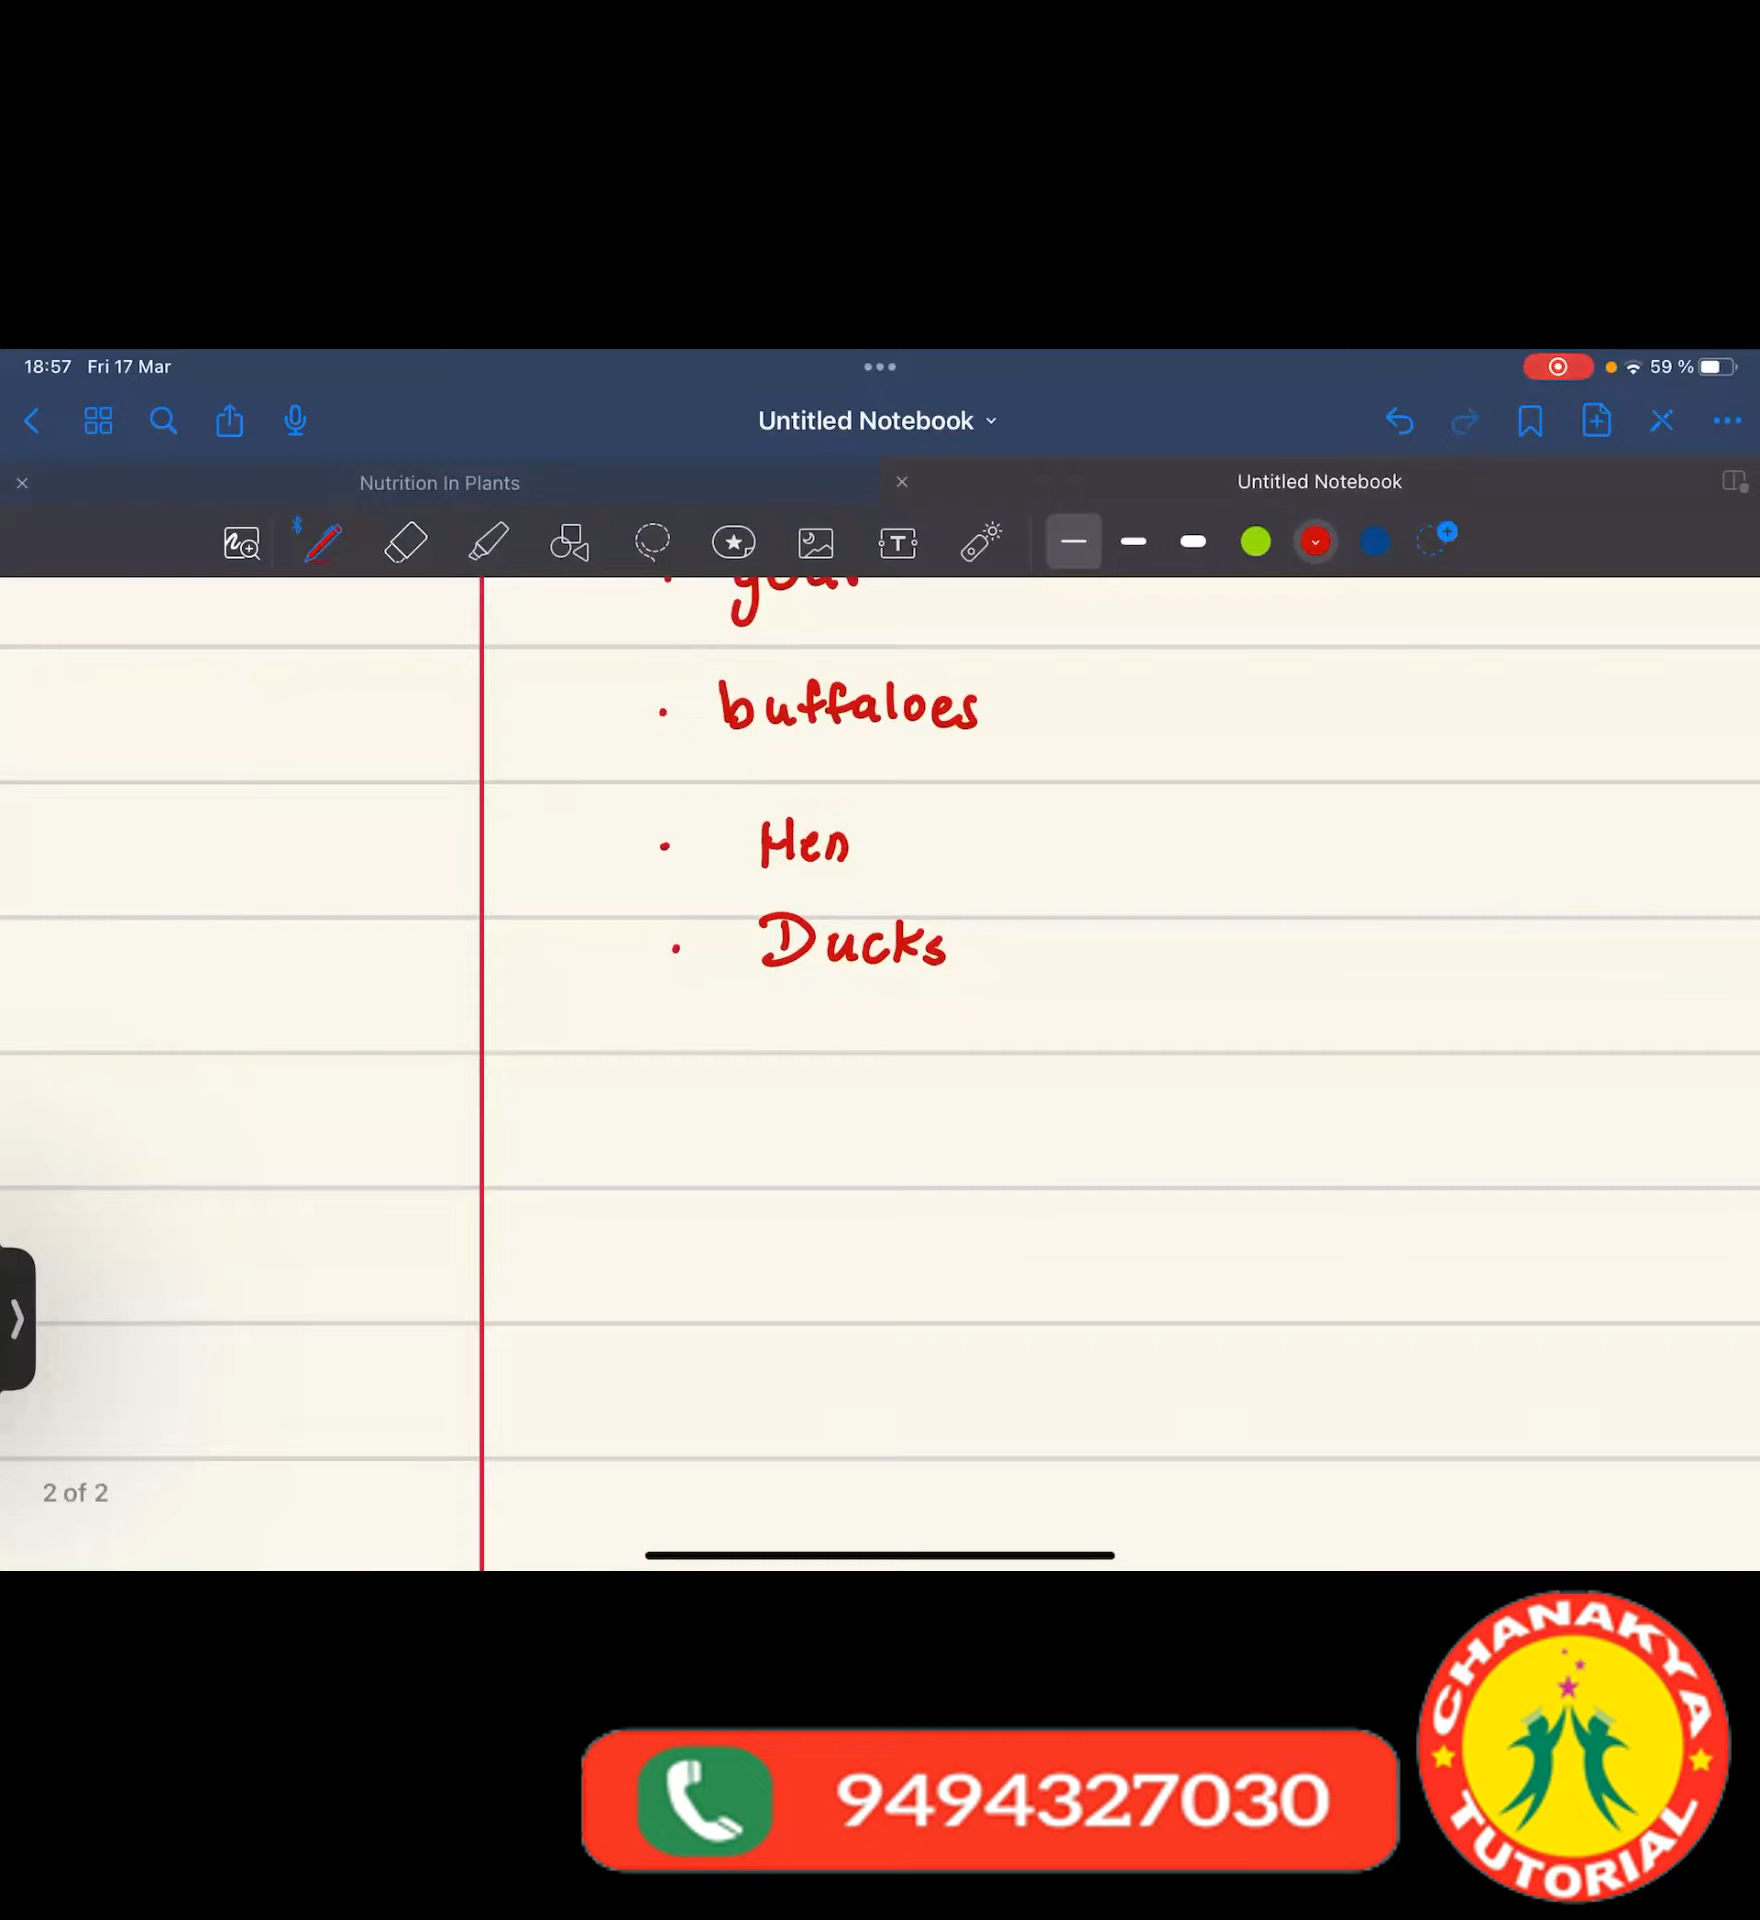 18:57 Fri 17 Mar
59 %
Untitled Notebook
Nutrition In Plants
Untitled Notebook
T
• buffaloes
• Hen
• Ducks
2 of 2
9494327030
CHANAKYA
TUTORIAL